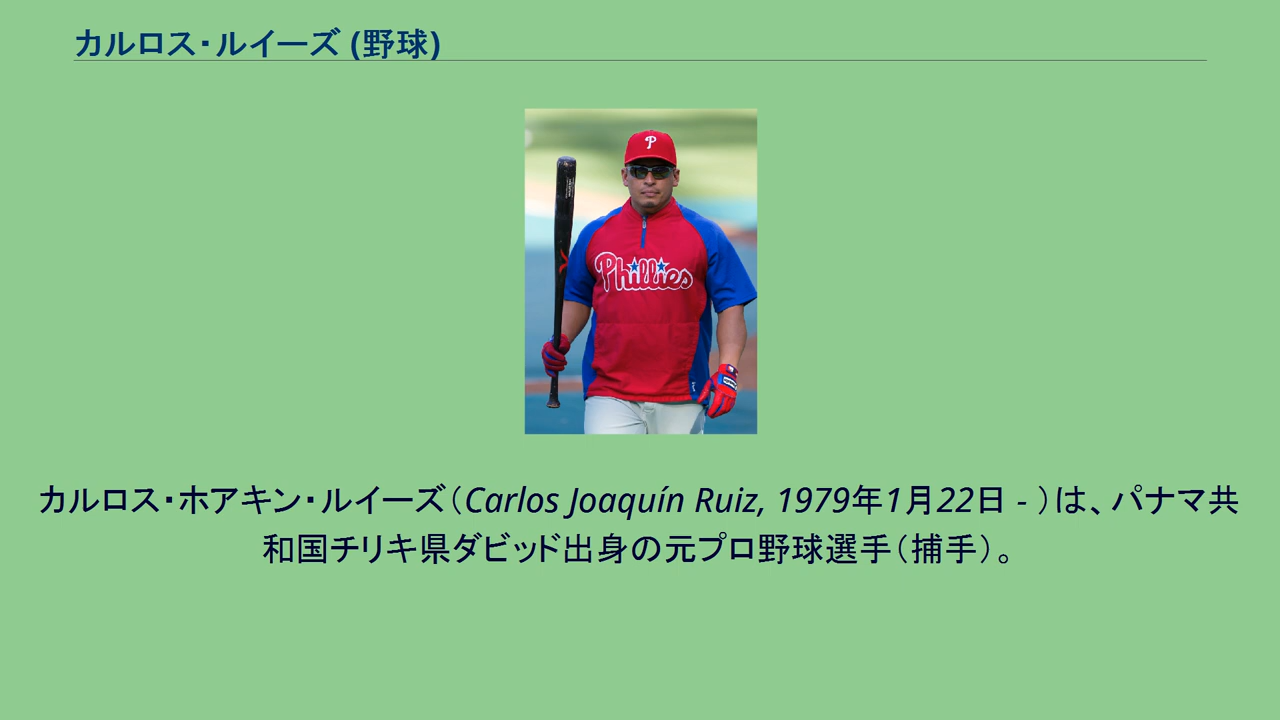 カルロス・ルイーズ (野球)
P
Phillies
カルロス・ホアキン・ルイーズ（Carlos Joaquín Ruiz, 1979年1月22日 - ）は、パナマ共
和国チリキ県ダビッド出身の元プロ野球選手（捕手）。